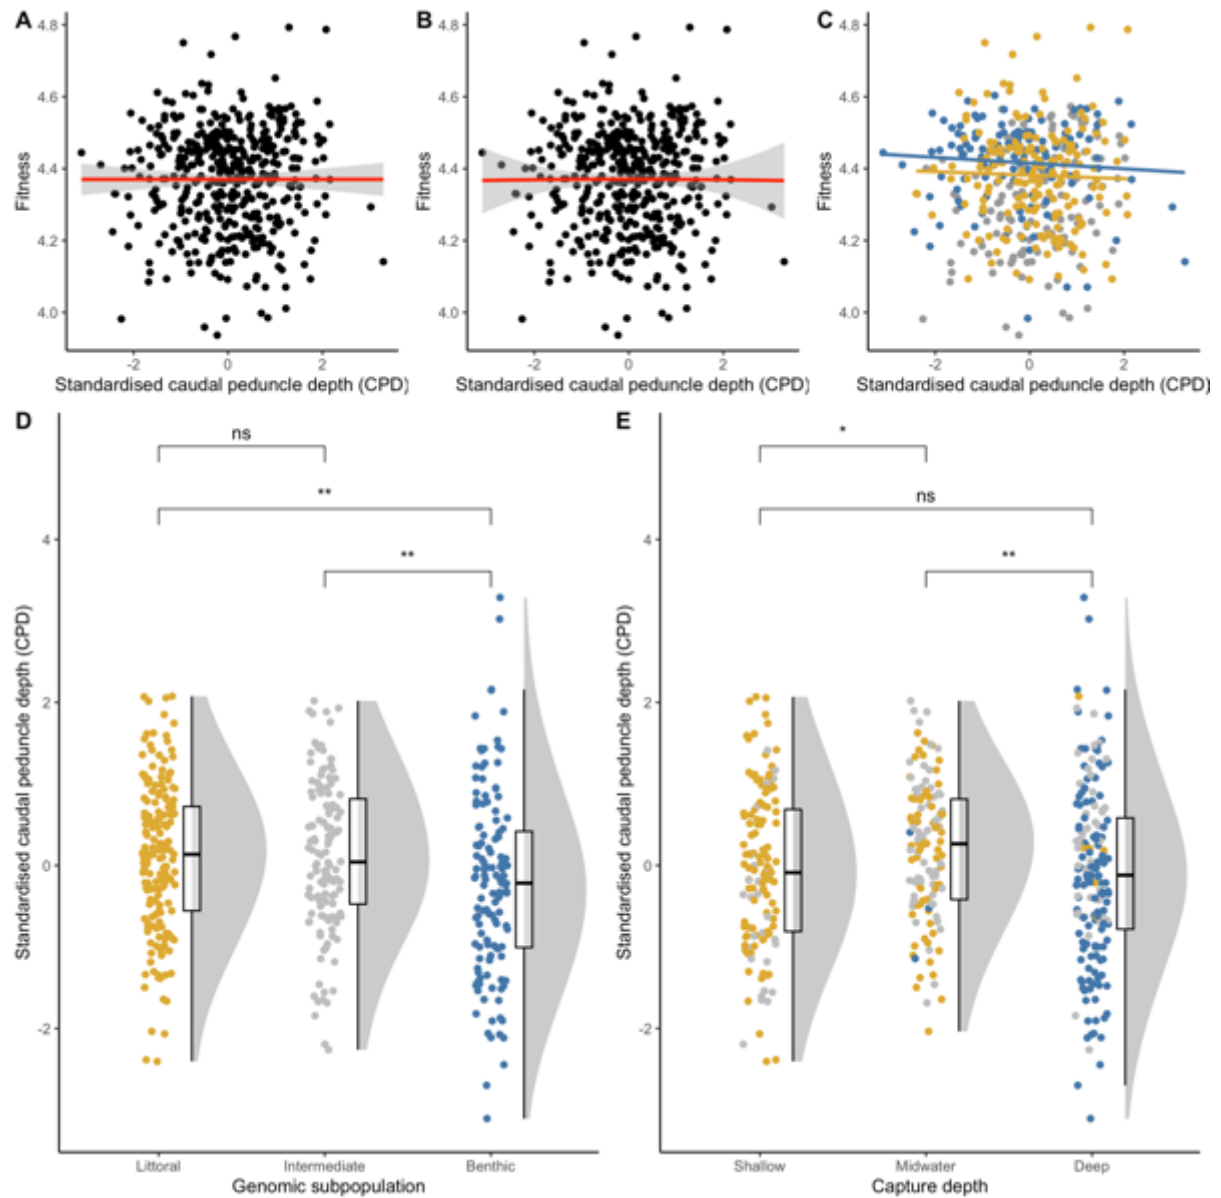 A
B
C
4.8
4.6
4.4
4.2
4.0
Fitness
-2
0
2
Standardised caudal peduncle depth (CPD)
4.8
4.6
4.4
4.2
4.0
Fitness
-2
0
2
Standardised caudal peduncle depth (CPD)
4.8
4.6
4.4
4.2
4.0
Fitness
-2
0
2
Standardised caudal peduncle depth (CPD)
D
ns
**
**
4
2
0
-2
Standardised caudal peduncle depth (CPD)
Littoral
Intermediate
Benthic
Genomic subpopulation
E
*
ns
**
4
2
0
-2
Standardised caudal peduncle depth (CPD)
Shallow
Midwater
Deep
Capture depth